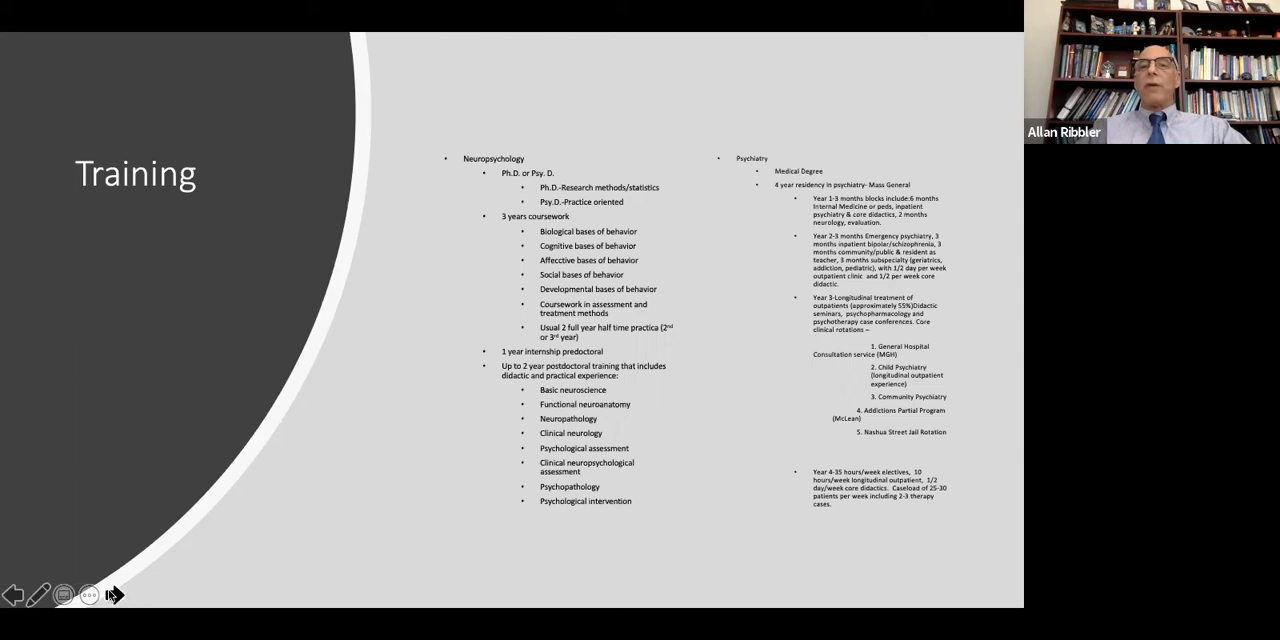 Training
Neuropsychology
Ph.D. or Psy. D.
Ph.D.-Research methods/statistics
Psy.D.-Practice oriented
3 years coursework
Biological bases of behavior
Cognitive bases of behavior
Affecctive bases of behavior
Social bases of behavior
Developmental bases of behavior
Coursework in assessment and
treatment methods
Usual 2 full year half time practica (2nd
or 3rd year)
1 year internship predoctoral
Up to 2 year postdoctoral training that includes
didactic and practical experience:
Basic neuroscience
Functional neuroanatomy
Neuropathology
Clinical neurology
Psychological assessment
Clinical neuropsychological
assessment
Psychopathology
Psychological intervention
Psychiatry
Medical Degree
4 year residency in psychiatry- Mass General
Year 1-3 months blocks include:6 months
Internal Medicine or peds, inpatient
psychiatry & core didactics, 2 months
neurology, evaluation.
Year 2-3 months Emergency psychiatry, 3
months inpatient bipolar/schizophrenia, 3
months community/public & resident as
teacher, 3 months subspecialty (geriatrics,
addiction, pediatric), with 1/2 day per week
outpatient clinic and 1/2 per week core
didactic.
Year 3-Longitudinal treatment of
outpatients (approximately 55%)Didactic
seminars, psychopharmacology and
psychotherapy case conferences. Core
clinical rotations –
1. General Hospital
Consultation service (MGH)
2. Child Psychiatry
(longitudinal outpatient
experience)
3. Community Psychiatry
4. Addictions Partial Program
(McLean)
5. Nashua Street Jail Rotation
Year 4-35 hours/week electives, 10
hours/week longitudinal outpatient, 1/2
day/week core didactics. Caseload of 25-30
patients per week including 2-3 therapy
cases.
Allan Ribbler